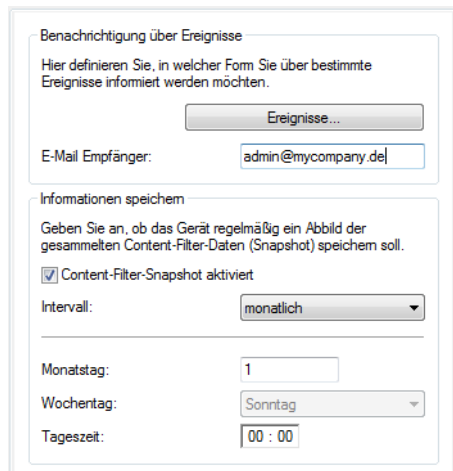 Benachrichtigung über Ereignisse
Hier definieren Sie, in welcher Form Sie über bestimmte
Ereignisse informiert werden möchten.
Ereignisse...
E-Mail Empfänger: admin@mycompany.de
Informationen speichern
Geben Sie an, ob das Gerät regelmäßig ein Abbild der
gesammelten Content-Filter-Daten (Snapshot) speichern soll.
Content-Filter-Snapshot aktiviert
Intervall: monatlich
Monatstag: 1
Wochentag: Sonntag
Tageszeit: 00 : 00